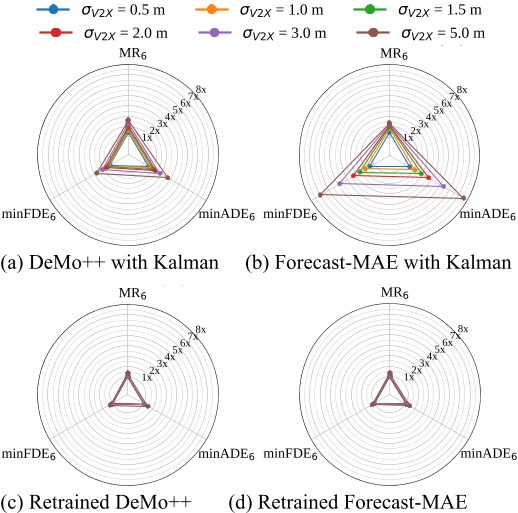 σV2X = 0.5 m σV2X = 1.0 m σV2X = 1.5 m
σV2X = 2.0 m σV2X = 3.0 m σV2X = 5.0 m
MR6 MR6
1x 2x 3x 4x 5x 6x 7x 8x 1x 2x 3x 4x 5x 6x 7x 8x
minFDE6 minADE6 minFDE6 minADE6
(a) DeMo++ with Kalman (b) Forecast-MAE with Kalman
MR6 MR6
1x 2x 3x 4x 5x 6x 7x 8x 1x 2x 3x 4x 5x 6x 7x 8x
minFDE6 minADE6 minFDE6 minADE6
(c) Retrained DeMo++ (d) Retrained Forecast-MAE